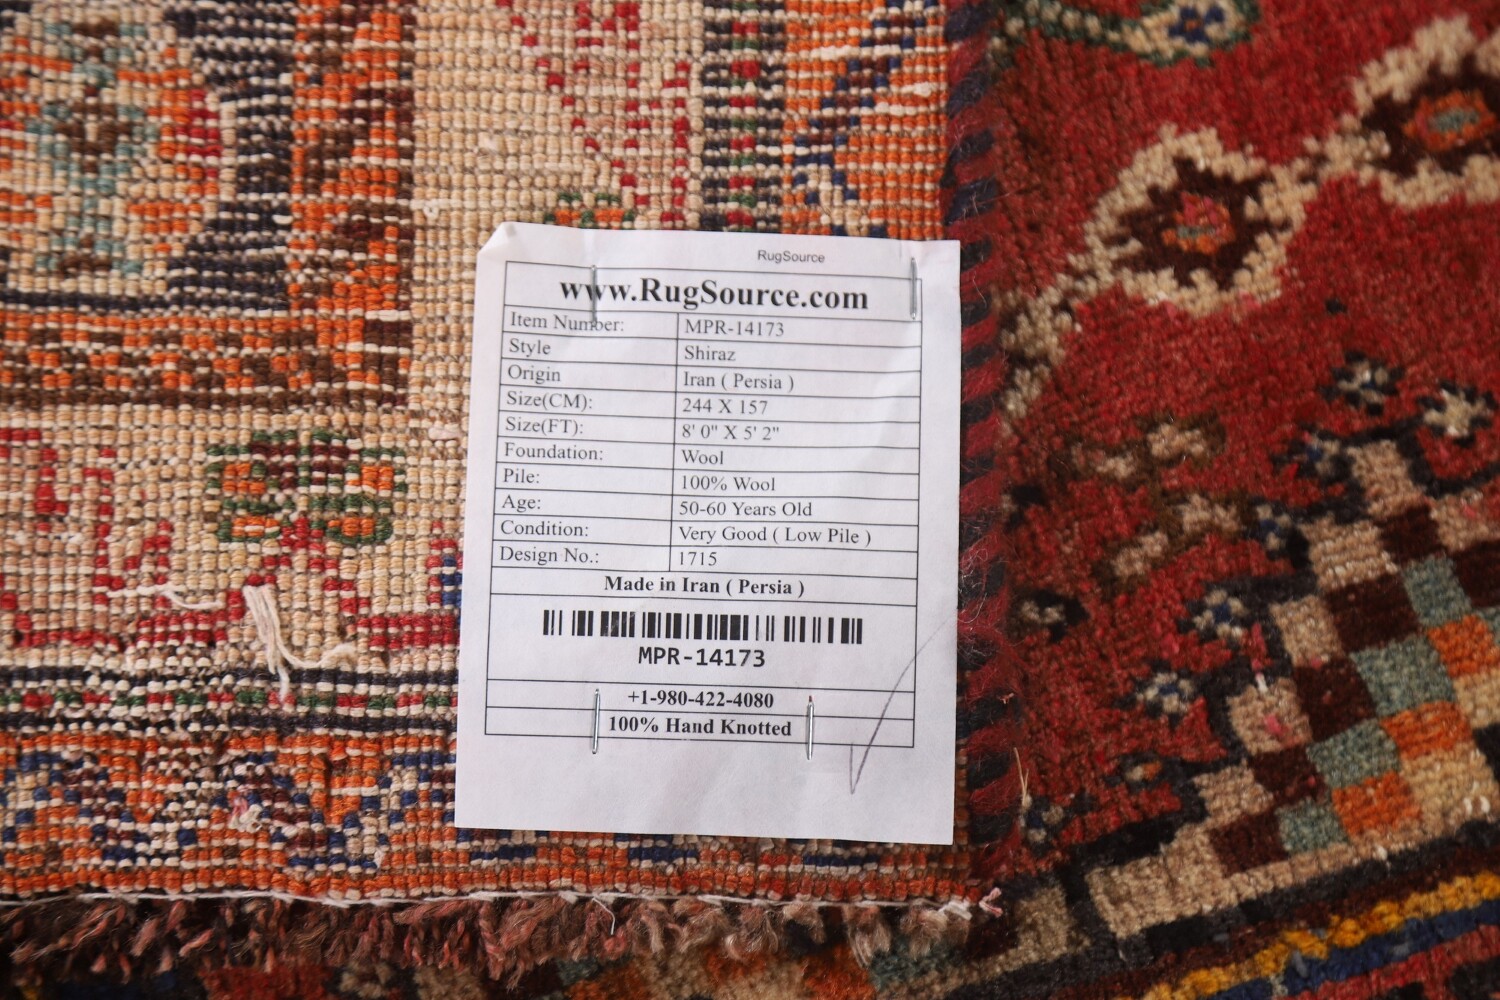 RugSource
www.RugSource.com
Item Number: MPR-14173
Style Shiraz
Origin Iran ( Persia )
Size(CM): 244 X 157
Size(FT): 8' 0" X 5' 2"
Foundation: Wool
Pile: 100% Wool
Age: 50-60 Years Old
Condition: Very Good ( Low Pile )
Design No.: 1715
Made in Iran ( Persia )
MPR-14173
+1-980-422-4080
100% Hand Knotted